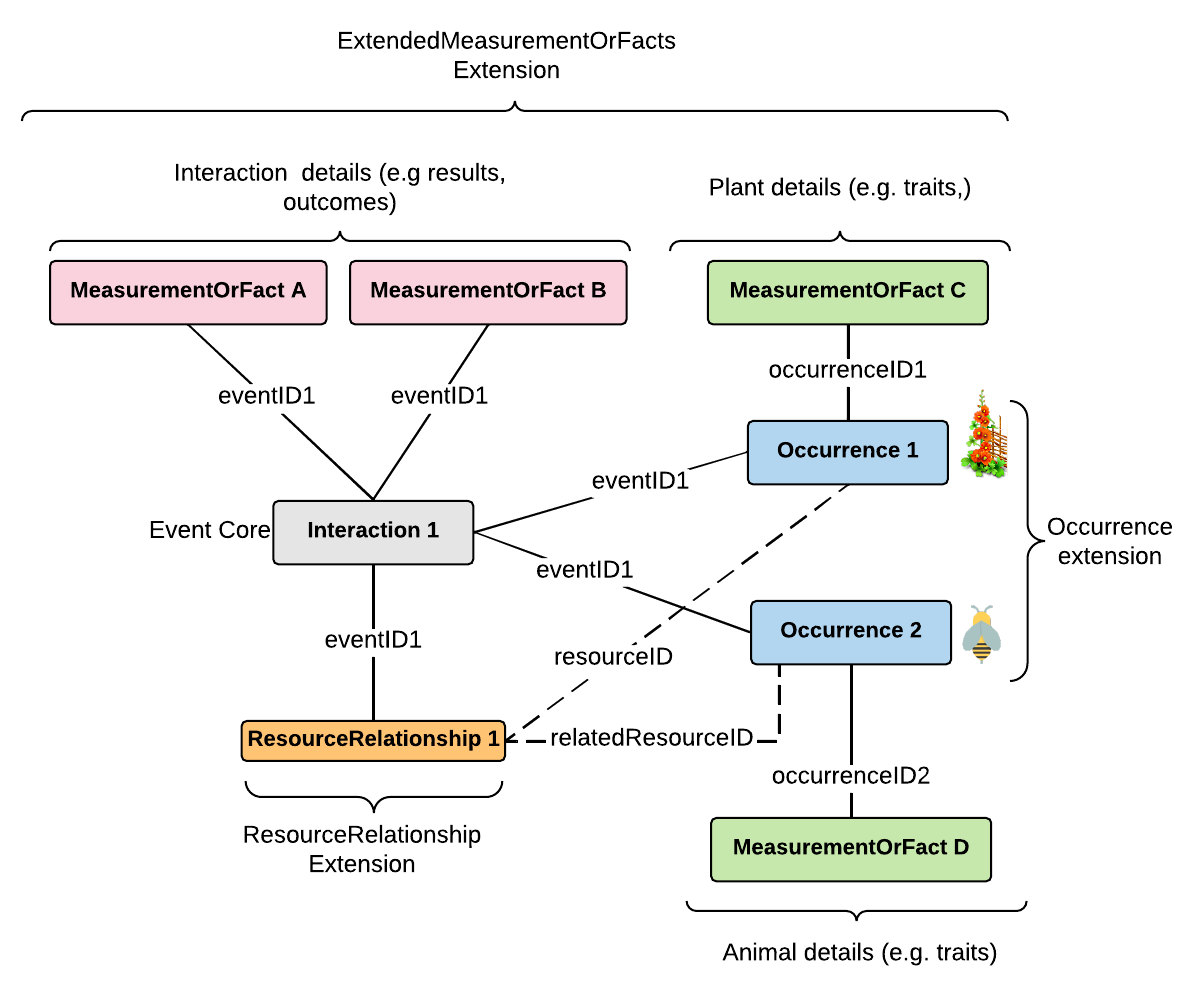 ExtendedMeasurementOrFacts
Extension
Interaction  details (e.g results,
outcomes)
Plant details (e.g. traits,)
MeasurementOrFact A
MeasurementOrFact B
MeasurementOrFact C
occurrenceID1
eventID1
eventID1
Occurrence 1
eventID1
Event Core
Interaction 1
Occurrence
extension
eventID1
Occurrence 2
eventID1
resourceID
ResourceRelationship 1
relatedResourceID
occurrenceID2
ResourceRelationship
Extension
MeasurementOrFact D
Animal details (e.g. traits)